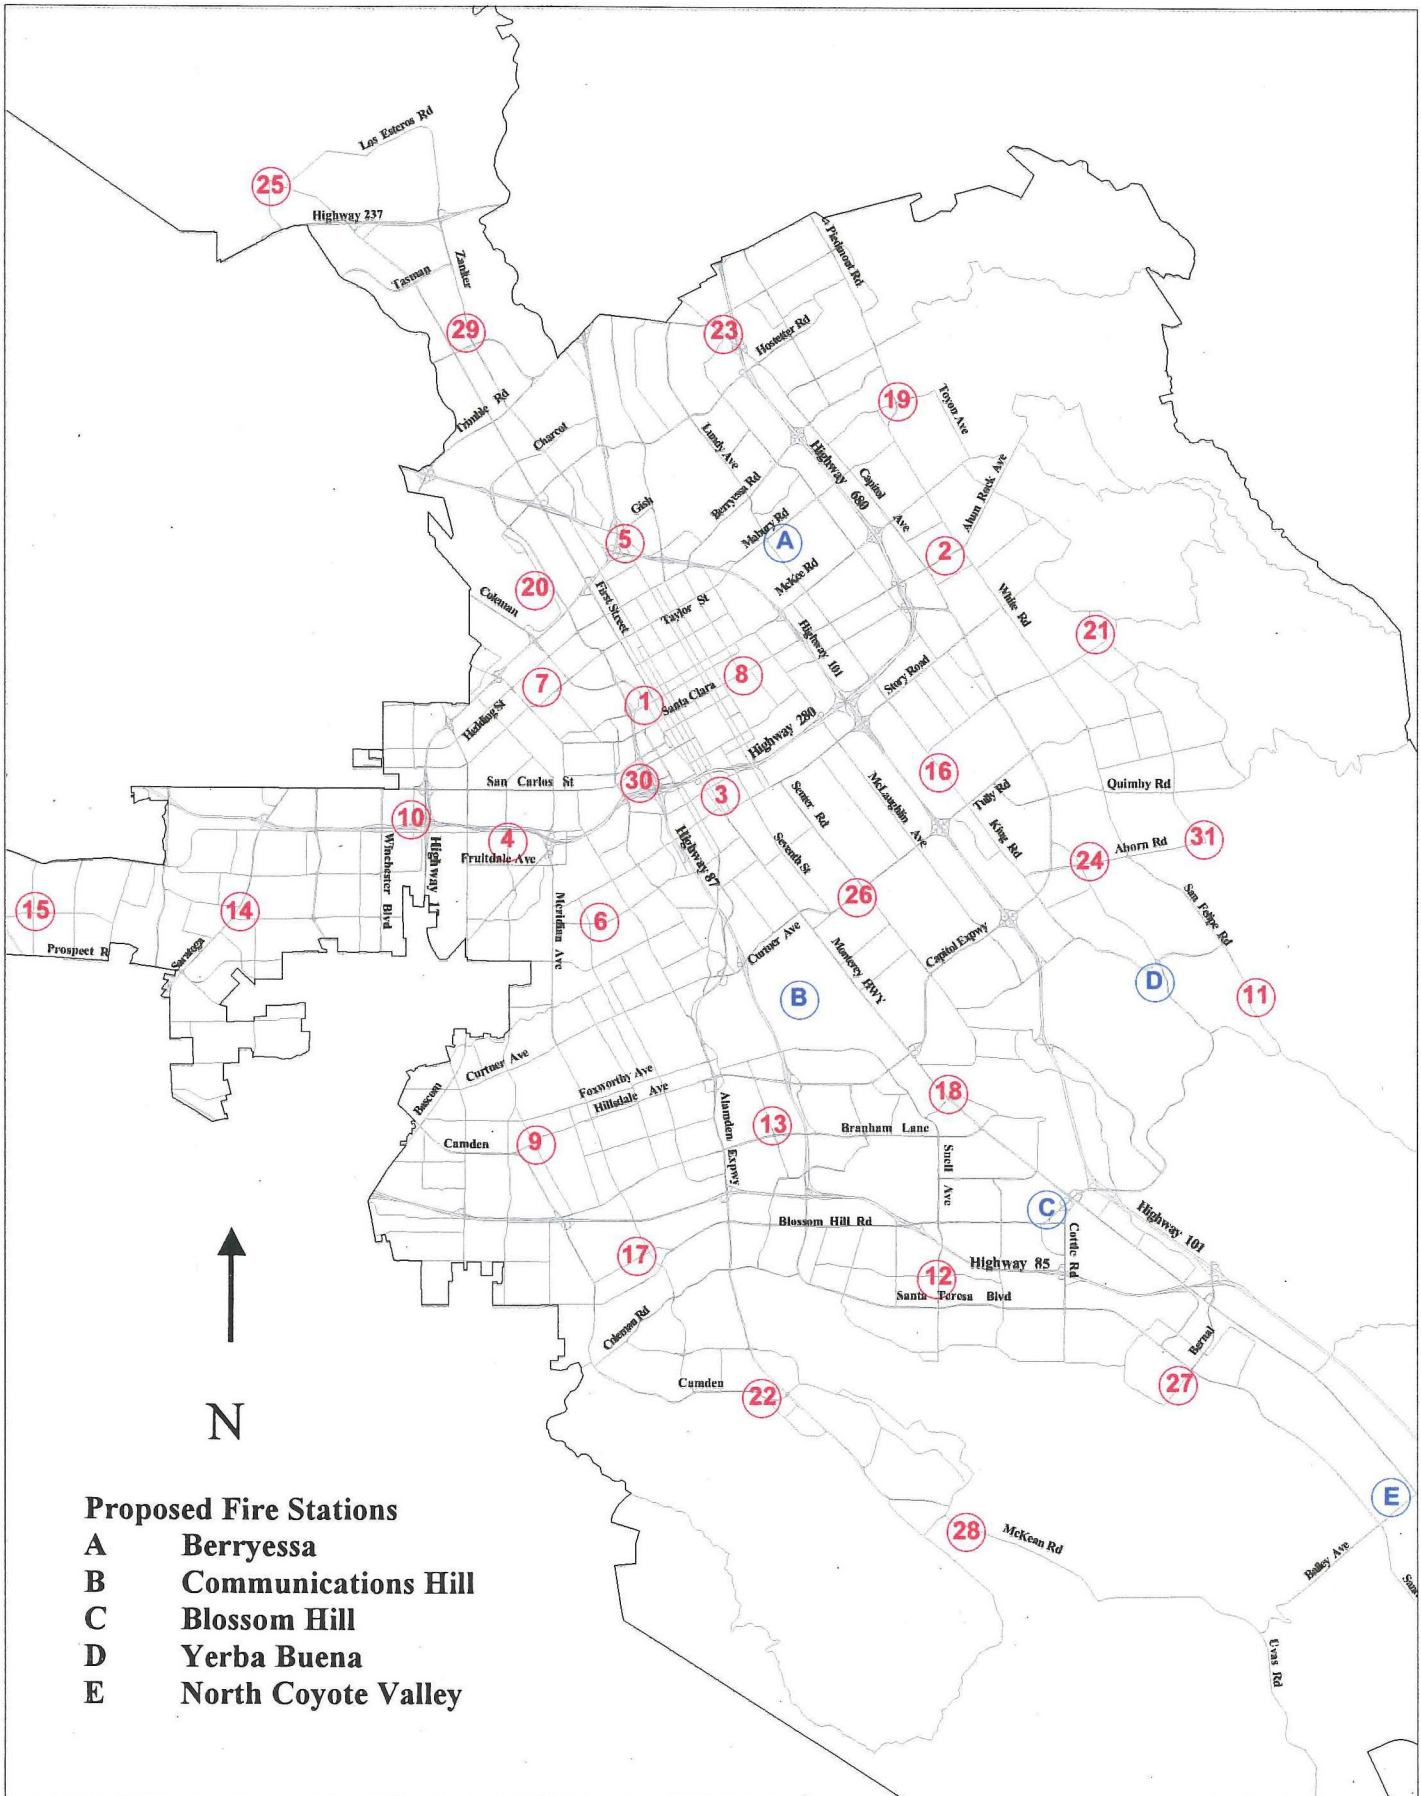 Los Esteros Rd
25
Highway 237
Piedmont Rd
Zanker
Tasman
29
23
Hostetter Rd
19
Toyon Ave
Trimble Rd
Charcot
Lundy Ave
Highway 680
Capitol Ave
Alum Rock Ave
Berryessa Rd
Gish
Mabury Rd
5
A
2
McKee Rd
20
Coleman
First Street
Taylor St
White Rd
21
Highway 101
Story Road
8
7
1
Santa Clara
Hedding St
Highway 280
San Carlos St
30
3
16
Quimby Rd
Tully Rd
Senter Rd
McLaughlin Ave
10
4
Fruitdale Ave
Highway 17
Winchester Blvd
Highway 87
Seventh St
King Rd
Aborn Rd
31
24
26
15
14
6
Meridian Ave
San Felipe Rd
Prospect R
Saratoga
Curtner Ave
Monterey HWY
Capitol Expwy
B
D
11
Curtner Ave
Foxworthy Ave
Hillsdale Ave
Bascom
Almaden Expwy
18
13
Branham Lane
Camden
9
Snell Ave
C
Blossom Hill Rd
Cottle Rd
Highway 101
17
12
Highway 85
Santa Teresa Blvd
Coleman Rd
Bernal
Camden
22
27
E
28
McKean Rd
Bailey Ave
Uvas Rd
N
Proposed Fire Stations
A Berryessa
B Communications Hill
C Blossom Hill
D Yerba Buena
E North Coyote Valley